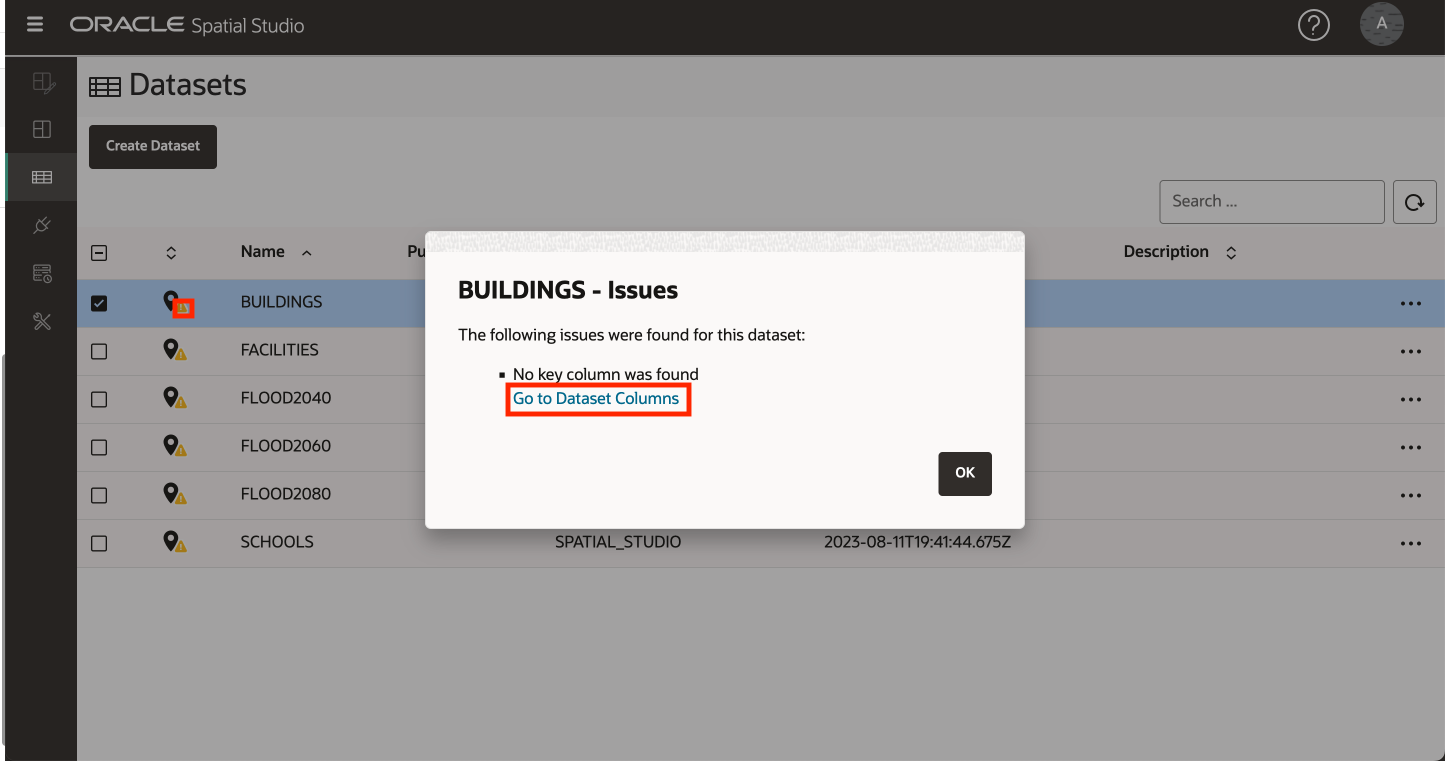 ORACLE Spatial Studio
?
A
Datasets
Create Dataset
Search ...
Name Pu Description
BUILDINGS
FACILITIES
FLOOD2040
FLOOD2060
FLOOD2080
SCHOOLS SPATIAL_STUDIO 2023-08-11T19:41:44.675Z
BUILDINGS - Issues
The following issues were found for this dataset:
No key column was found
Go to Dataset Columns
OK